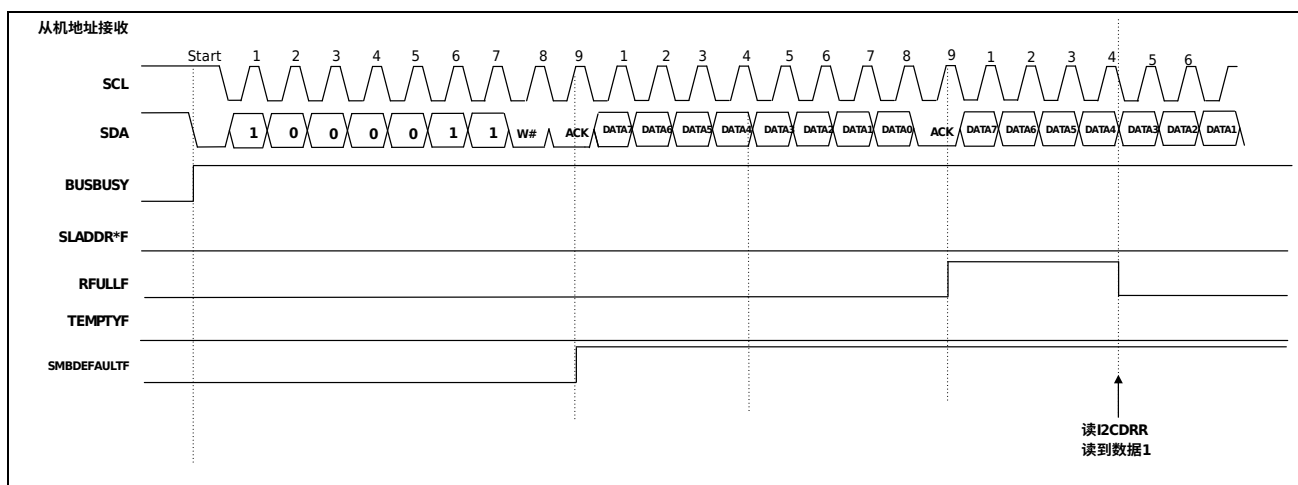 从机地址接收
Start 1 2 3 4 5 6 7 8 9 1 2 3 4 5 6 7 8 9 1 2 3 4 5 6
SCL
SDA 1 0 0 0 0 1 1 W# ACK DATA7 DATA6 DATA5 DATA4 DATA3 DATA2 DATA1 DATA0 ACK DATA7 DATA6 DATA5 DATA4 DATA3 DATA2 DATA1
BUSBUSY
SLADDR*F
RFULLF
TEMPTYF
SMBDEFAULTF
读I2CDRR
读到数据1